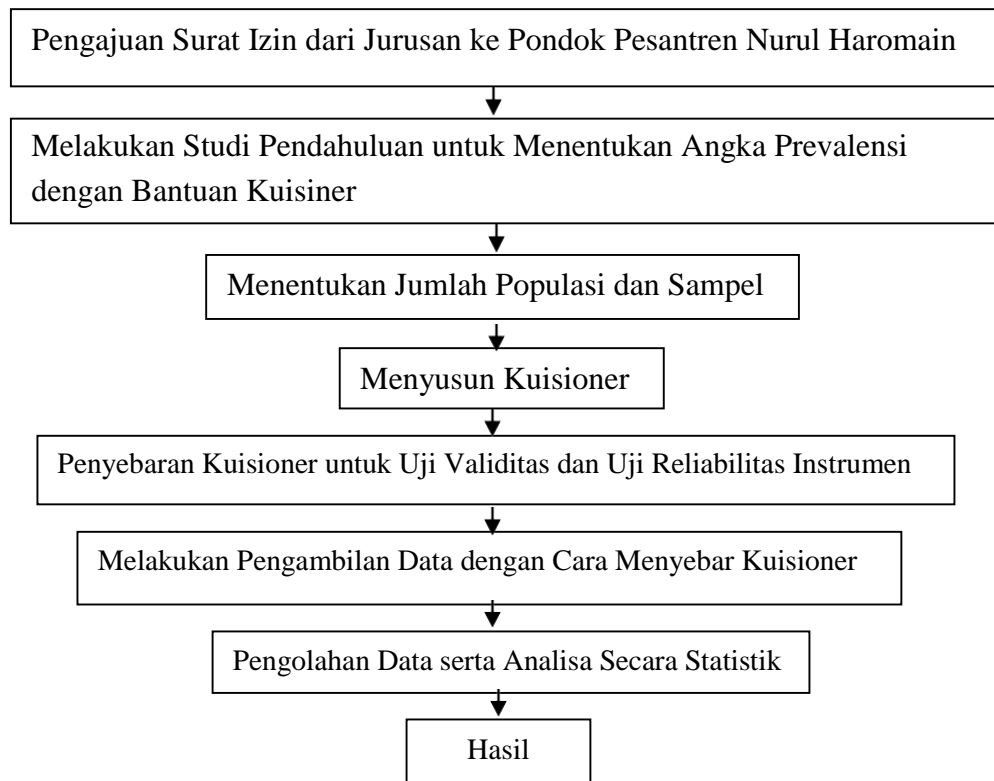 Pengajuan Surat Izin dari Jurusan ke Pondok Pesantren Nurul Haromain
Melakukan Studi Pendahuluan untuk Menentukan Angka Prevalensi
dengan Bantuan Kuisiner
Menentukan Jumlah Populasi dan Sampel
Menyusun Kuisioner
Penyebaran Kuisioner untuk Uji Validitas dan Uji Reliabilitas Instrumen
Melakukan Pengambilan Data dengan Cara Menyebar Kuisioner
Pengolahan Data serta Analisa Secara Statistik
Hasil